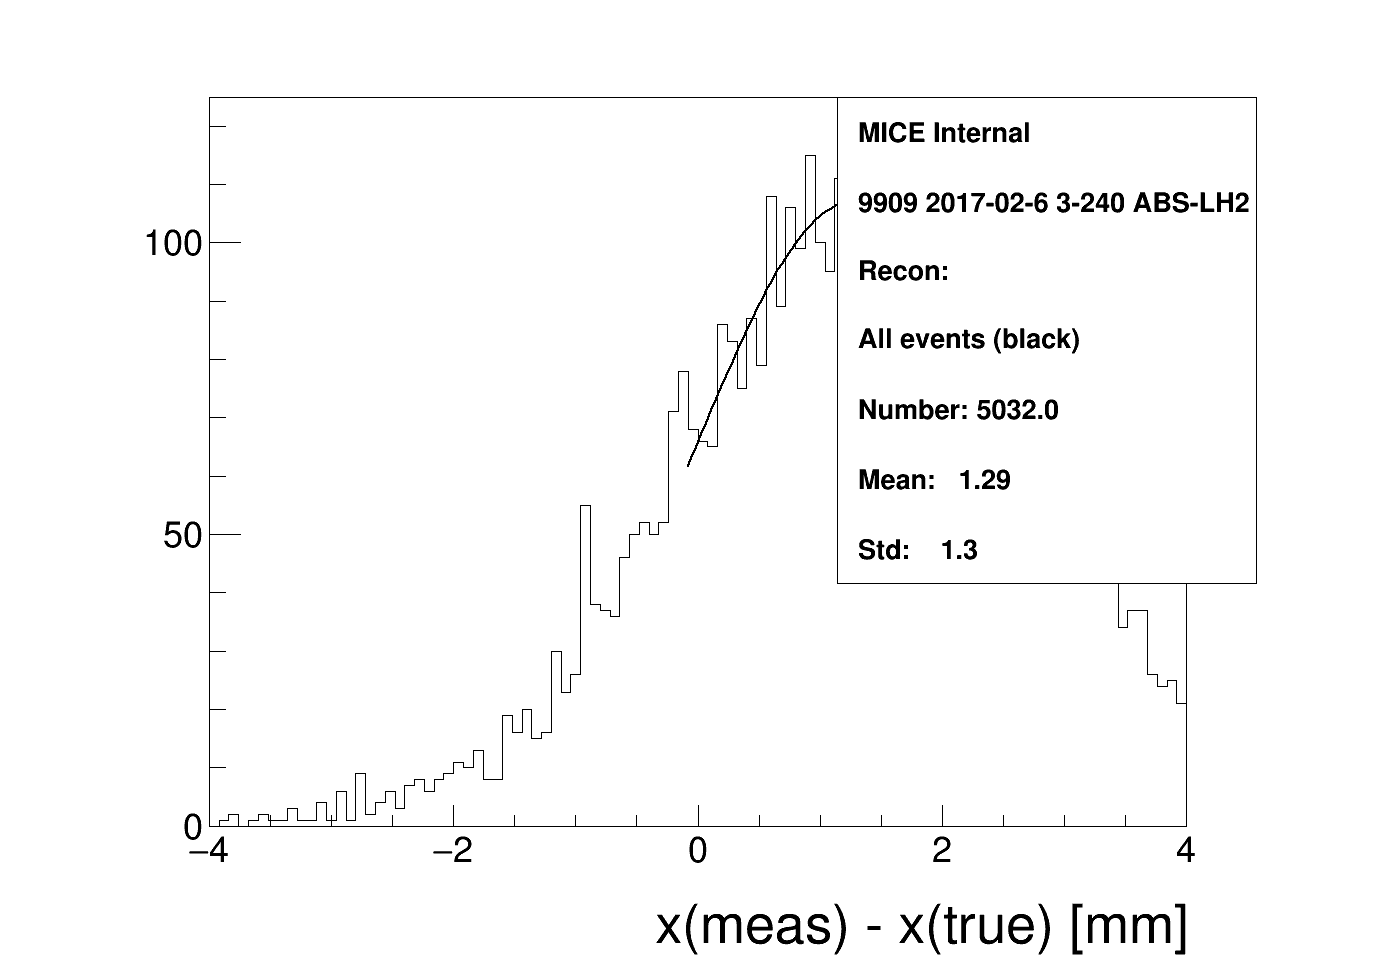 MICE Internal
9909 2017-02-6 3-240 ABS-LH2
Recon:
All events (black)
Number: 5032.0
Mean: 1.29
Std: 1.3
100
50
0
−4 −2 0 2 4
x(meas) - x(true) [mm]